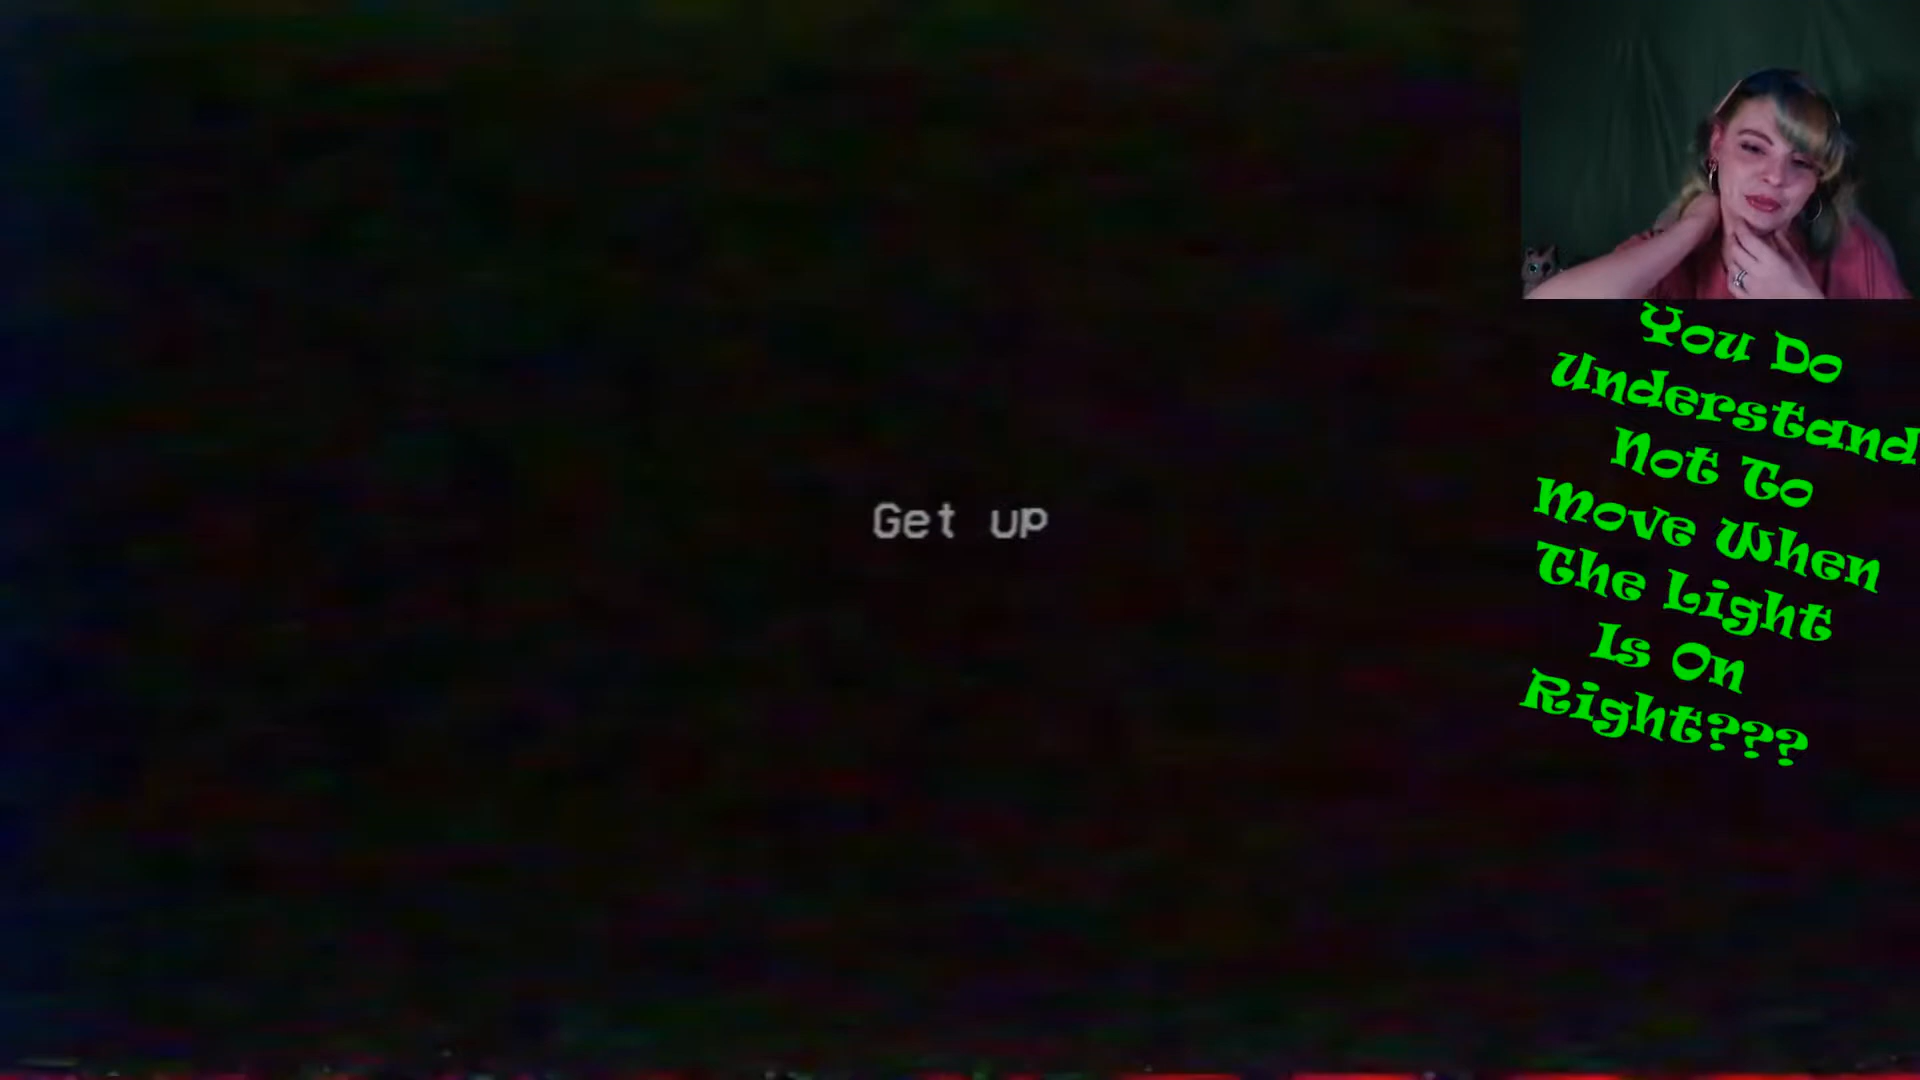 Get up
You Do
Understand
Not To
Move When
The Light
Is On
Right???